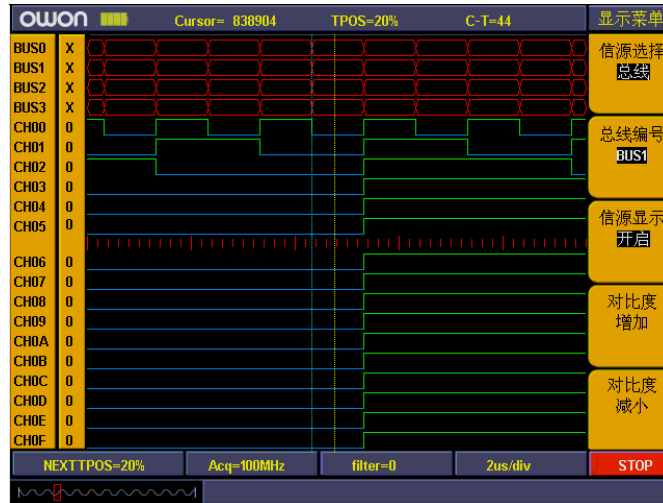 OWON Cursor= 838904 TPOS=20% C-T=44 显示菜单
BUS0 X
BUS1 X
BUS2 X
BUS3 X
CH00 0
CH01 0
CH02 0
CH03 0
CH04 0
CH05 0
CH06 0
CH07 0
CH08 0
CH09 0
CH0A 0
CH0B 0
CH0C 0
CH0D 0
CH0E 0
CH0F 0
信源选择
总线
总线编号
BUS1
信源显示
开启
对比度
增加
对比度
减小
NEXTTPOS=20% Acq=100MHz filter=0 2us/div STOP